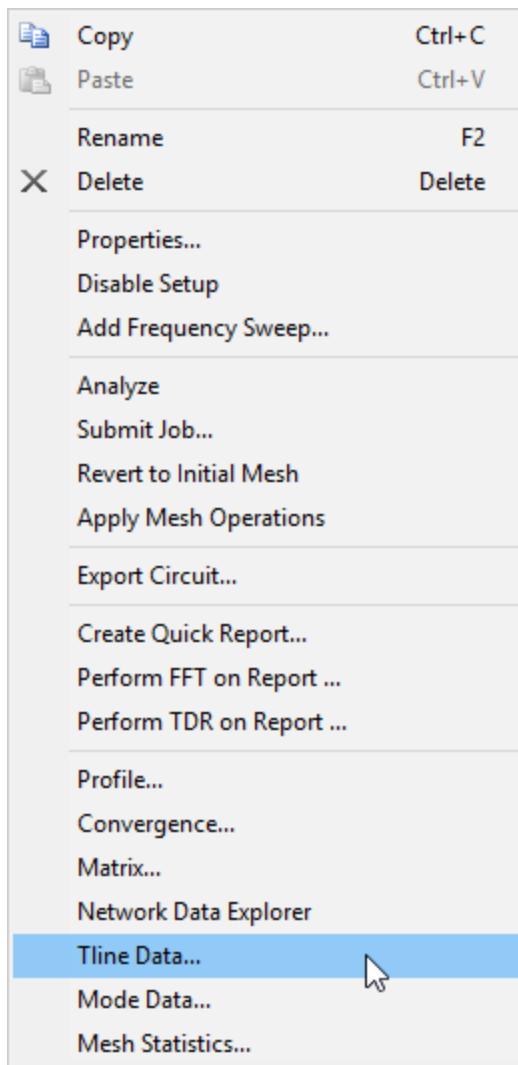 Copy Ctrl+C
Paste Ctrl+V
Rename F2
Delete Delete
Properties...
Disable Setup
Add Frequency Sweep...
Analyze
Submit Job...
Revert to Initial Mesh
Apply Mesh Operations
Export Circuit...
Create Quick Report...
Perform FFT on Report ...
Perform TDR on Report ...
Profile...
Convergence...
Matrix...
Network Data Explorer
Tline Data...
Mode Data...
Mesh Statistics...